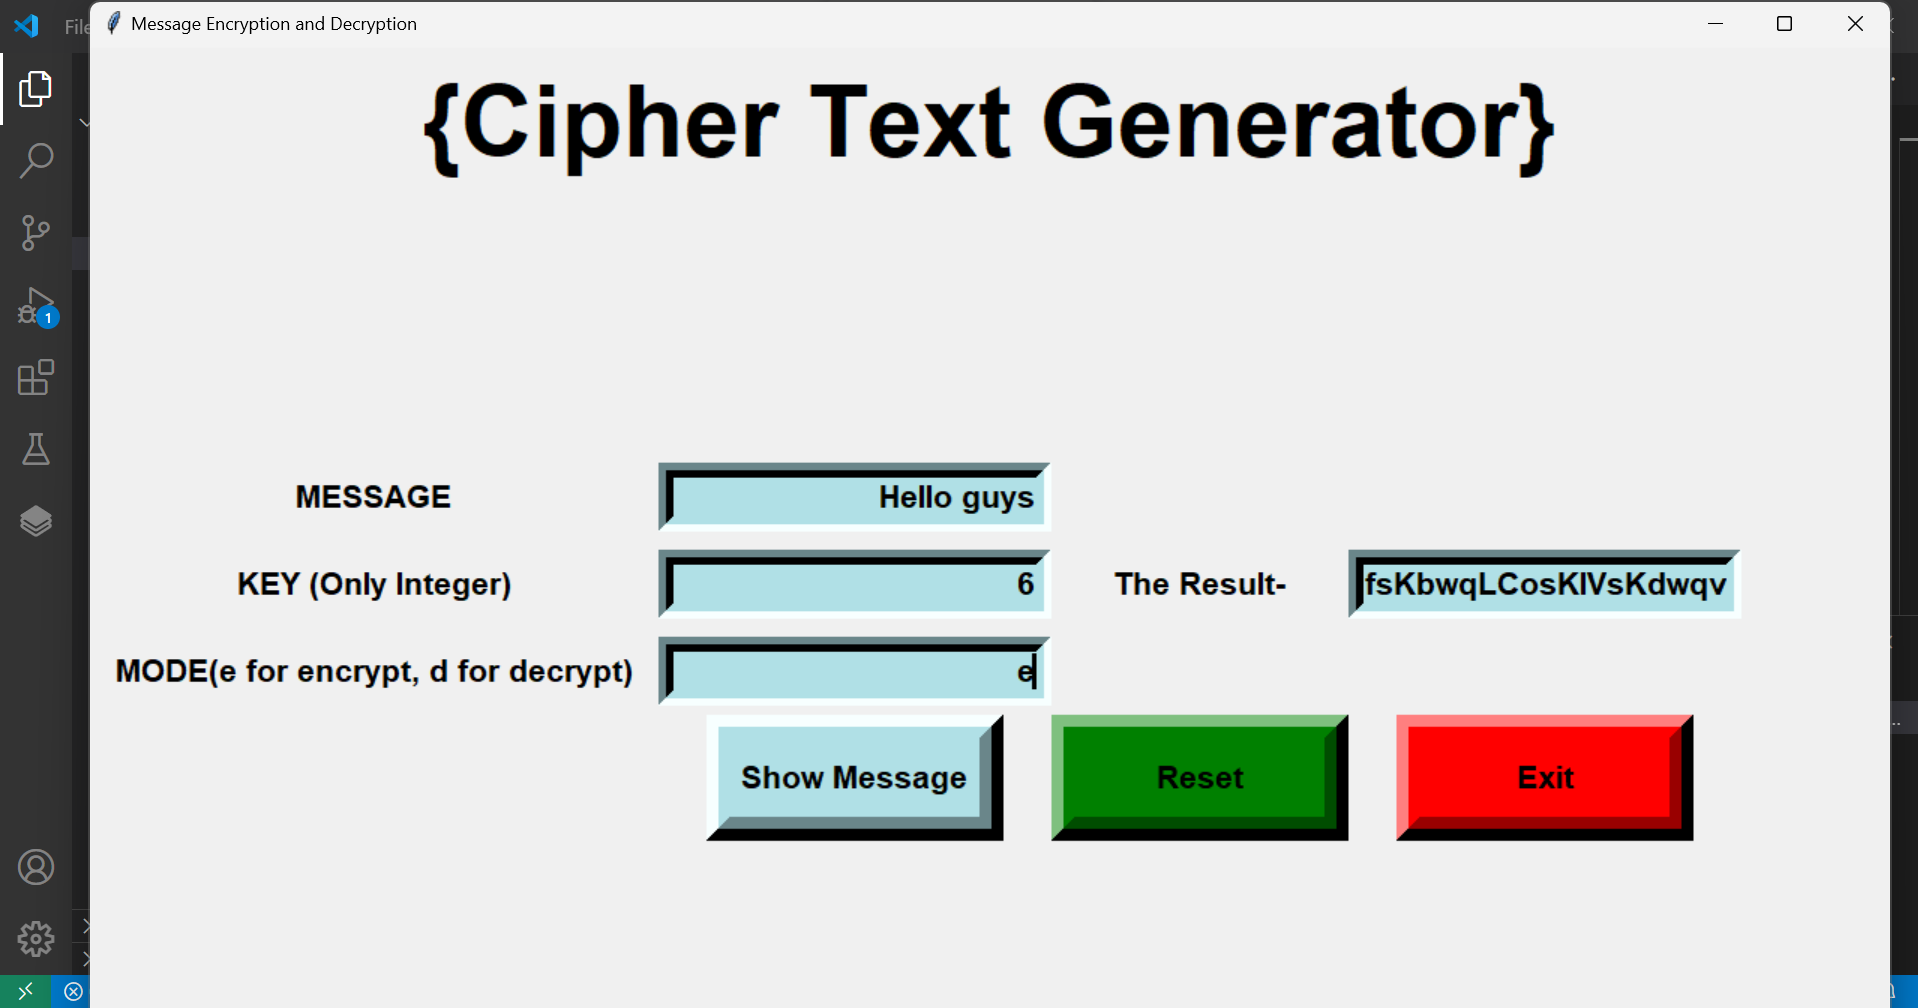 File
Message Encryption and Decryption
{Cipher Text Generator}
1
MESSAGE
Hello guys
KEY (Only Integer)
6
The Result-
fsKbwqLCosKlVsKdwqv
MODE(e for encrypt, d for decrypt)
e
Show Message
Reset
Exit